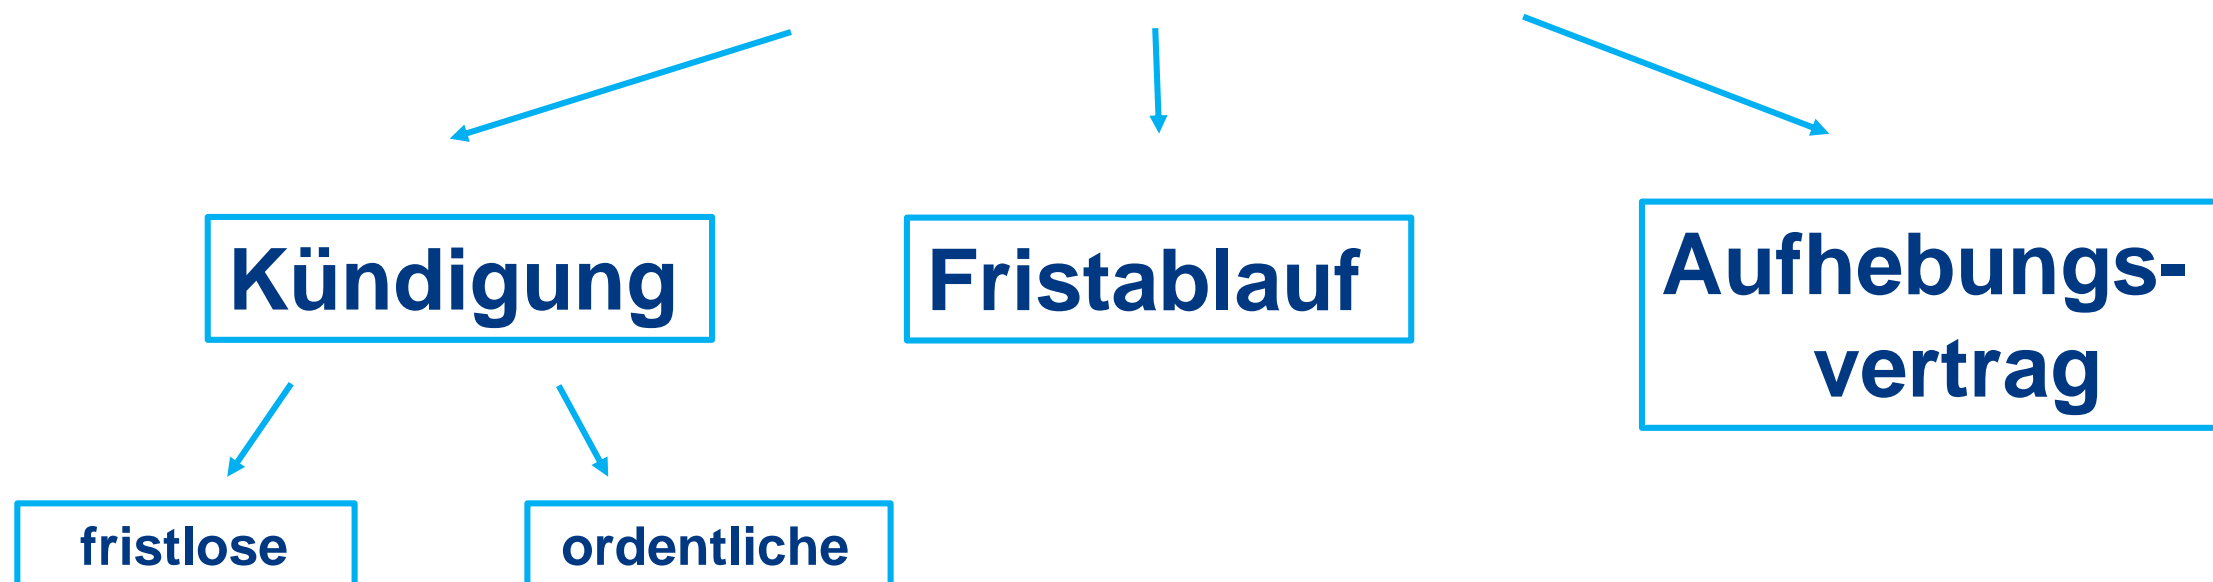 Kündigung
Fristablauf
Aufhebungs-
vertrag
fristlose
ordentliche